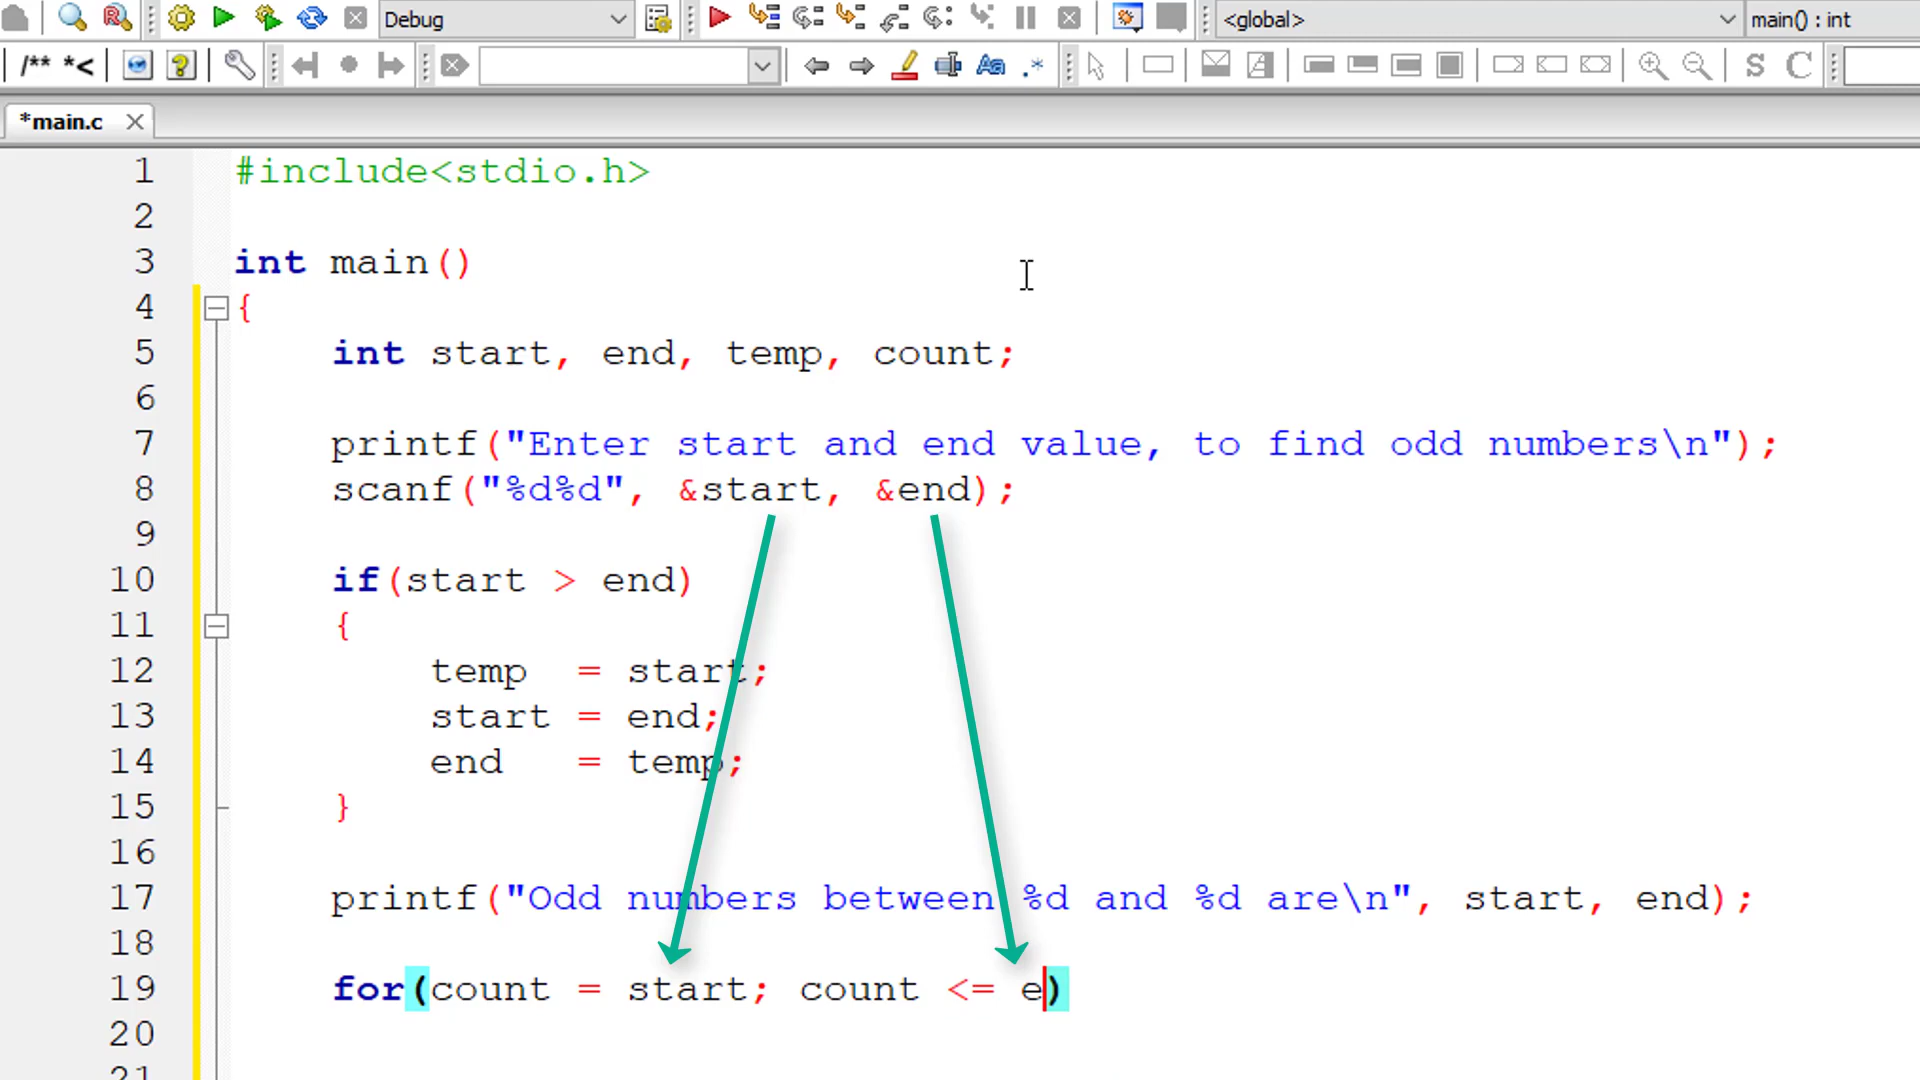 Debug
<global>
main() : int
/** *<
Aa
.*
S
C
*main.c
1 #include<stdio.h>
2
3 int main()
4 {
5 int start, end, temp, count;
6
7 printf("Enter start and end value, to find odd numbers\n");
8 scanf("%d%d", &start, &end);
9
10 if(start > end)
11 {
12 temp = start;
13 start = end;
14 end = temp;
15 }
16
17 printf("Odd numbers between %d and %d are\n", start, end);
18
19 for(count = start; count <= e)
20
21